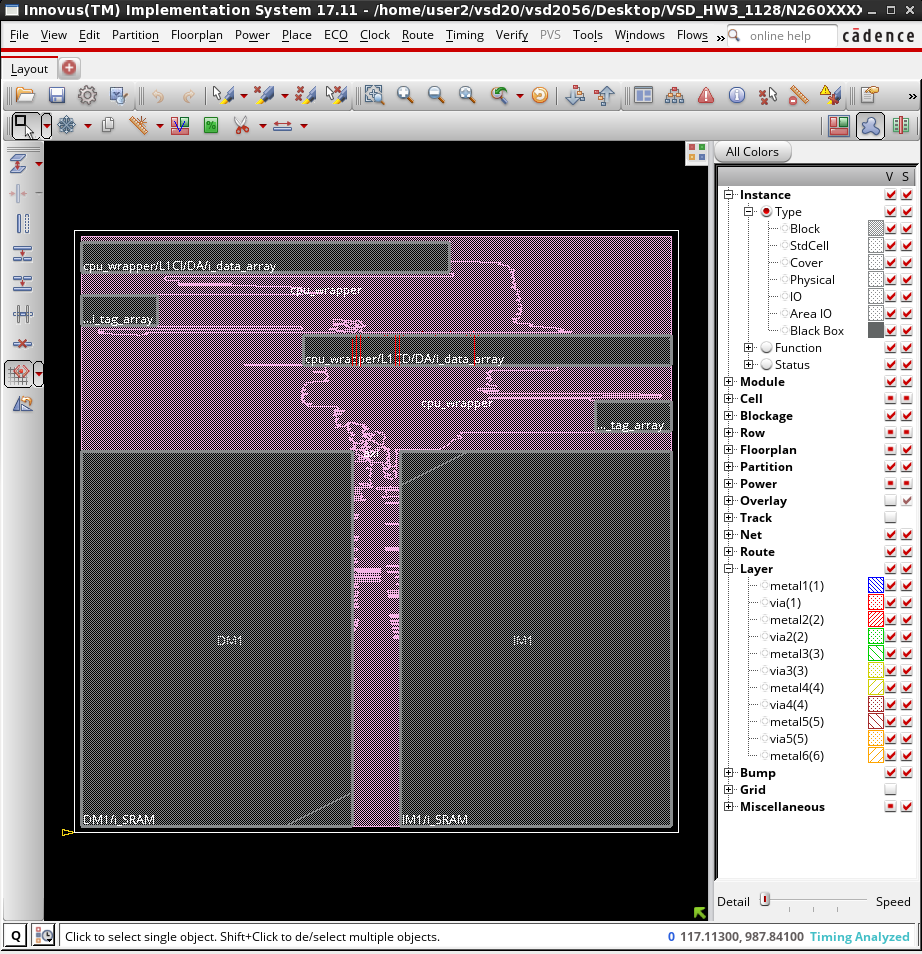 Innovus(TM) Implementation System 17.11 - /home/user2/vsd20/vsd2056/Desktop/VSD_HW3_1128/N260XXXX
File View Edit Partition Floorplan Power Place ECO Clock Route Timing Verify PVS Tools Windows Flows » online help cādence
Layout
All Colors
V S
Instance
Type
Block
StdCell
Cover
Physical
IO
Area IO
Black Box
Function
Status
Module
Cell
Blockage
Row
Floorplan
Partition
Power
Overlay
Track
Net
Route
Layer
metal1(1)
via(1)
metal2(2)
via2(2)
metal3(3)
via3(3)
metal4(4)
via4(4)
metal5(5)
via5(5)
metal6(6)
Bump
Grid
Miscellaneous
Detail Speed
cpu_wrapper/L1CI/DA/i_data_array
cpu_wrapper
...i_tag_array
cpu_wrapper/L1CD/DA/i_data_array
cpu_wrapper
..._tag_array
DM1
IM1
DM1/i_SRAM
IM1/i_SRAM
Q Click to select single object. Shift+Click to de/select multiple objects. 0 117.11300, 987.84100 Timing Analyzed